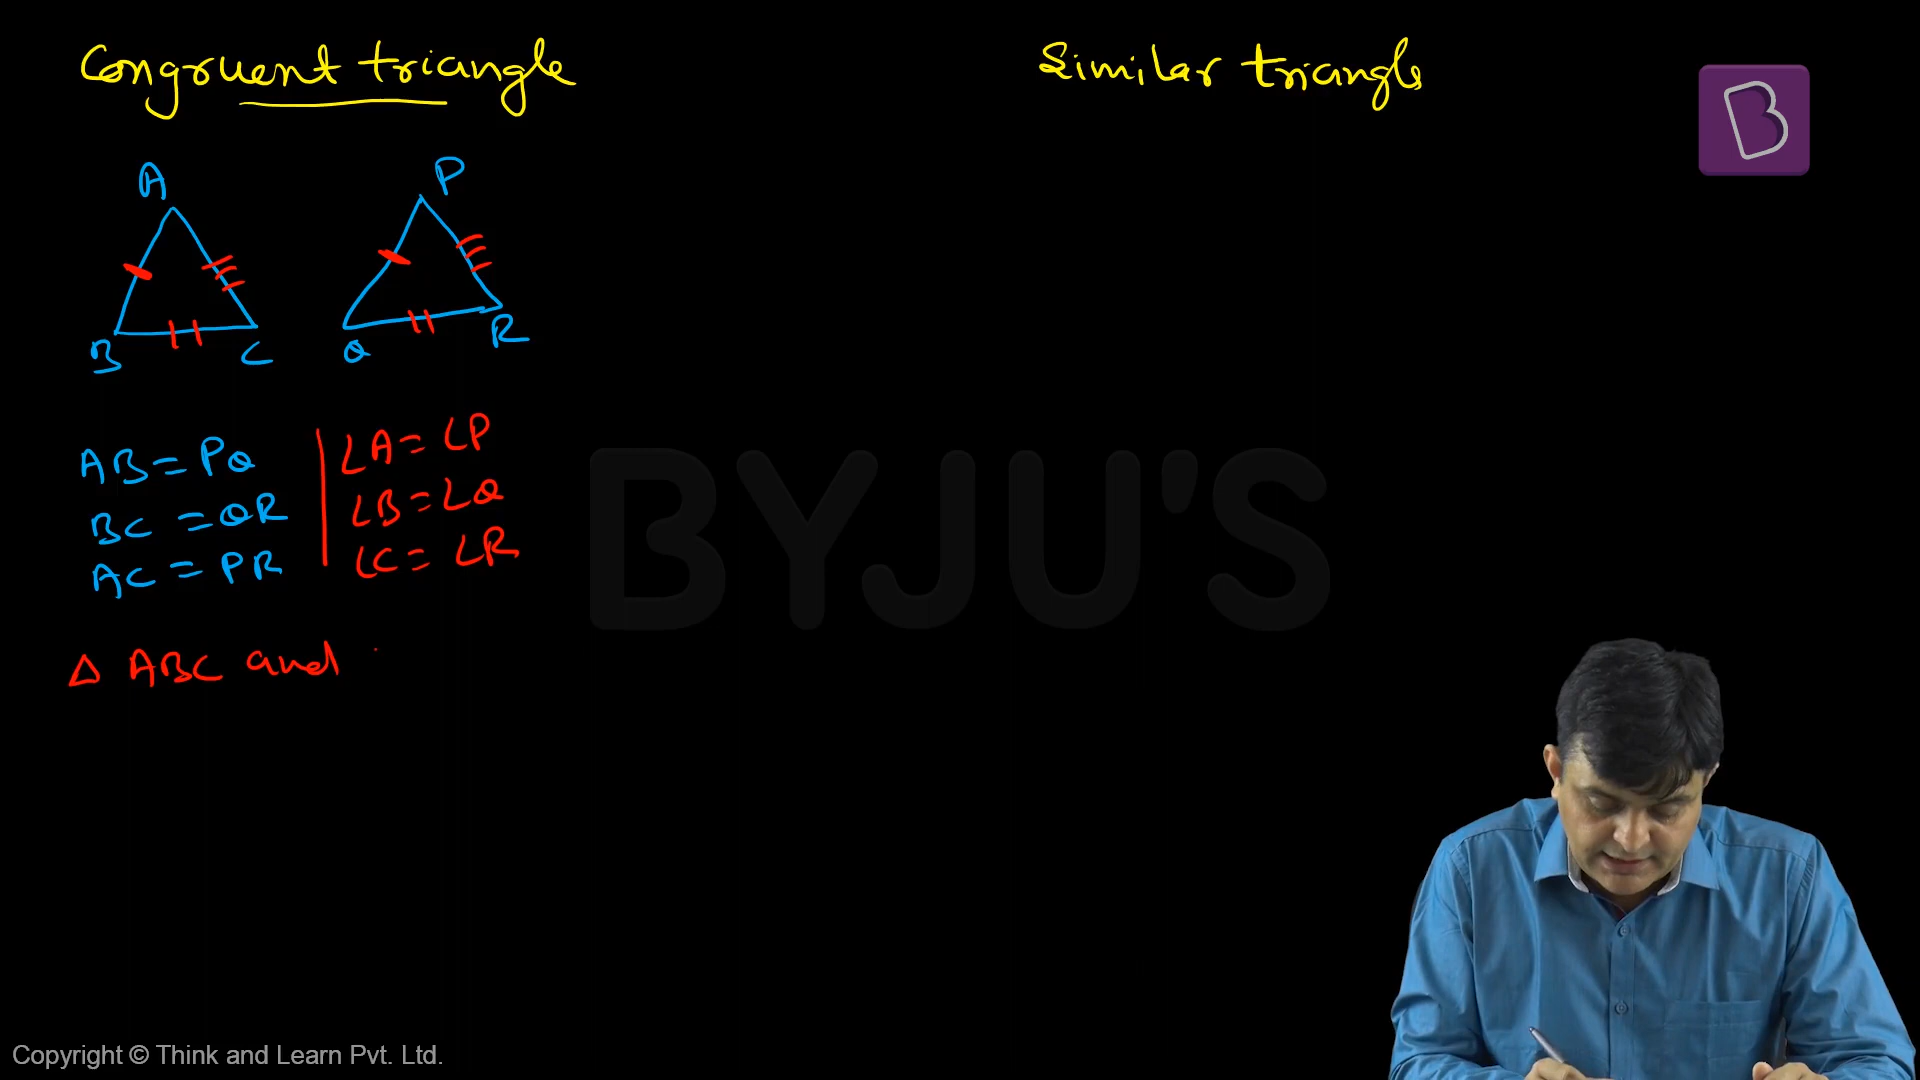 Congruent triangle
Similar triangle
B
A
P
B
C
Q
R
AB = PQ
BC = QR
AC = PR
∠A = ∠P
∠B = ∠Q
∠C = ∠R
Δ ABC and
BYJU'S
Copyright © Think and Learn Pvt. Ltd.